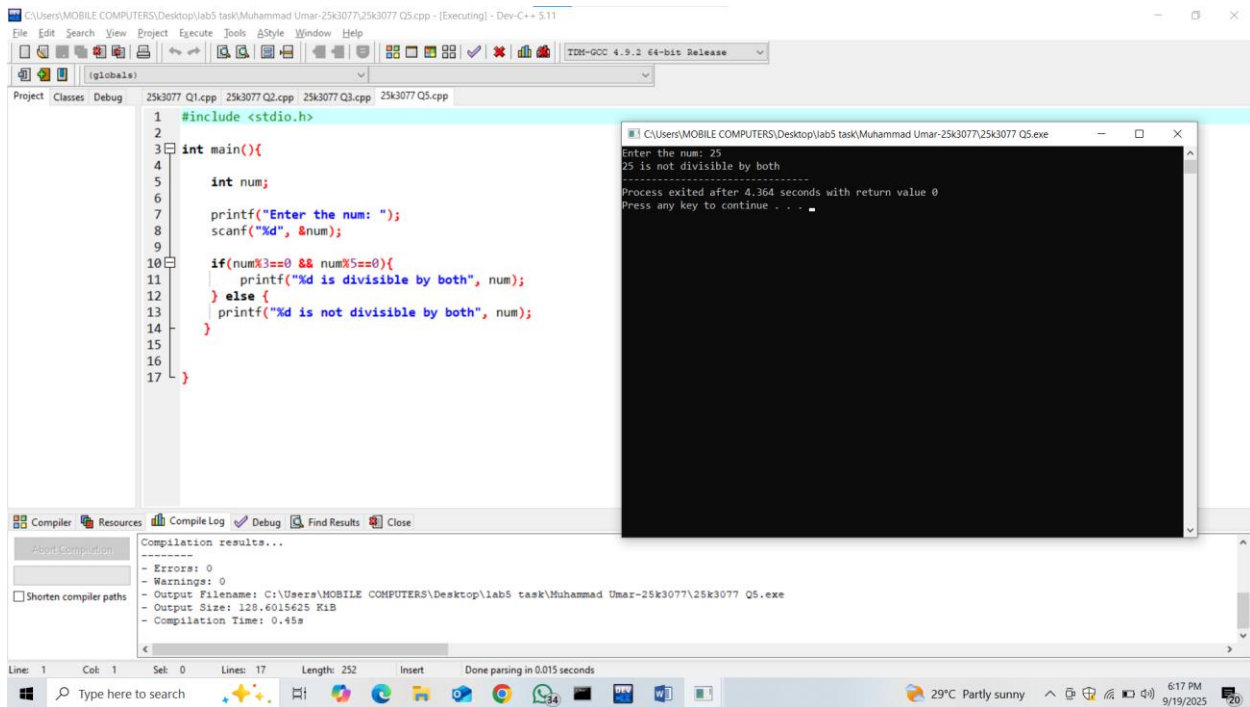 C:\Users\MOBILE COMPUTERS\Desktop\lab5 task\Muhammad Umar-25k3077\25k3077 Q5.cpp - [Executing] - Dev-C++ 5.11
File Edit Search View Project Execute Tools AStyle Window Help
TDM-GCC 4.9.2 64-bit Release
(globals)
Project Classes Debug 25k3077 Q1.cpp 25k3077 Q2.cpp 25k3077 Q3.cpp 25k3077 Q5.cpp
1 #include <stdio.h>
2
3 int main(){
4
5 int num;
6
7 printf("Enter the num: ");
8 scanf("%d", &num);
9
10 if(num%3==0 && num%5==0){
11 printf("%d is divisible by both", num);
12 } else {
13 printf("%d is not divisible by both", num);
14 }
15
16
17 }
C:\Users\MOBILE COMPUTERS\Desktop\lab5 task\Muhammad Umar-25k3077\25k3077 Q5.exe
Enter the num: 25
25 is not divisible by both
--------------------------------
Process exited after 4.364 seconds with return value 0
Press any key to continue . . .
Compiler Resources Compile Log Debug Find Results Close
Abort Compilation
Shorten compiler paths
Compilation results...
--------
- Errors: 0
- Warnings: 0
- Output Filename: C:\Users\MOBILE COMPUTERS\Desktop\lab5 task\Muhammad Umar-25k3077\25k3077 Q5.exe
- Output Size: 128.6015625 KiB
- Compilation Time: 0.45s
Line: 1 Col: 1 Sel: 0 Lines: 17 Length: 252 Insert Done parsing in 0.015 seconds
Type here to search
34
DEV
29°C Partly sunny
6:17 PM
9/19/2025
20